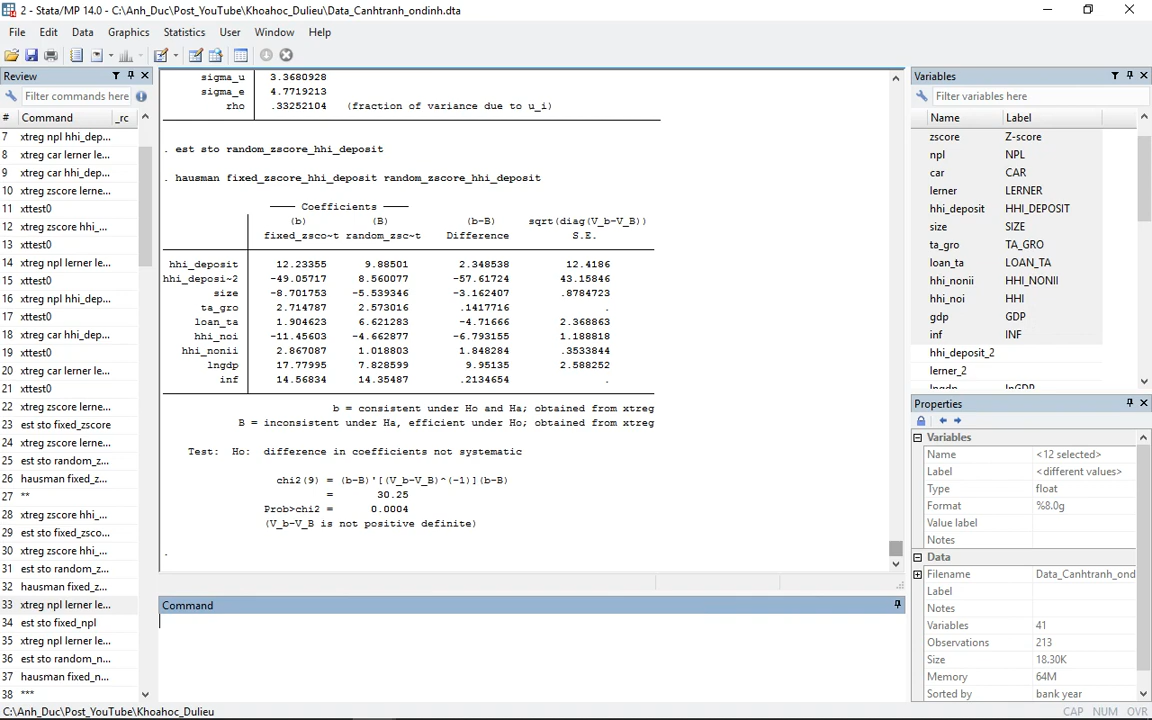 2 - Stata/MP 14.0 - C:\Anh_Duc\Post_YouTube\Khoahoc_Dulieu\Data_Canhtranh_ondinh.dta
File Edit Data Graphics Statistics User Window Help
Review
Filter commands here
# Command _rc
7 xtreg npl hhi_dep...
8 xtreg car lerner le...
9 xtreg car hhi_dep...
10 xtreg zscore lerne...
11 xttest0
12 xtreg zscore hhi_...
13 xttest0
14 xtreg npl lerner le...
15 xttest0
16 xtreg npl hhi_dep...
17 xttest0
18 xtreg car hhi_dep...
19 xttest0
20 xtreg car lerner le...
21 xttest0
22 xtreg zscore lerne...
23 est sto fixed_zscore
24 xtreg zscore lerne...
25 est sto random_z...
26 hausman fixed_z...
27 **
28 xtreg zscore hhi_...
29 est sto fixed_zsco...
30 xtreg zscore hhi_...
31 est sto random_z...
32 hausman fixed_z...
33 xtreg npl lerner le...
34 est sto fixed_npl
35 xtreg npl lerner le...
36 est sto random_n...
37 hausman fixed_n...
38 ***
sigma_u 3.3680928
sigma_e 4.7719213
rho .33252104 (fraction of variance due to u_i)
. est sto random_zscore_hhi_deposit
. hausman fixed_zscore_hhi_deposit random_zscore_hhi_deposit
Coefficients
(b) (B) (b-B) sqrt(diag(V_b-V_B))
fixed_zsco~t random_zsc~t Difference S.E.
hhi_deposit 12.23355 9.88501 2.348538 12.4186
hhi_deposi~2 -49.05717 8.560077 -57.61724 43.15846
size -8.701753 -5.539346 -3.162407 .8784723
ta_gro 2.714787 2.573016 .1417716 .
loan_ta 1.904623 6.621283 -4.71666 2.368863
hhi_noi -11.45603 -4.662877 -6.793155 1.188818
hhi_nonii 2.867087 1.018803 1.848284 .3533844
lngdp 17.77995 7.828599 9.95135 2.588252
inf 14.56834 14.35487 .2134654 .
b = consistent under Ho and Ha; obtained from xtreg
B = inconsistent under Ha, efficient under Ho; obtained from xtreg
Test: Ho: difference in coefficients not systematic
chi2(9) = (b-B)'[(V_b-V_B)^(-1)](b-B)
= 30.25
Prob>chi2 = 0.0004
(V_b-V_B is not positive definite)
.
Command
Variables
Filter variables here
Name Label
zscore Z-score
npl NPL
car CAR
lerner LERNER
hhi_deposit HHI_DEPOSIT
size SIZE
ta_gro TA_GRO
loan_ta LOAN_TA
hhi_nonii HHI_NONII
hhi_noi HHI
gdp GDP
inf INF
hhi_deposit_2
lerner_2
lngdp lnGDP
Properties
Variables
Name <12 selected>
Label <different values>
Type float
Format %8.0g
Value label
Notes
Data
Filename Data_Canhtranh_ond
Label
Notes
Variables 41
Observations 213
Size 18.30K
Memory 64M
Sorted by bank year
C:\Anh_Duc\Post_YouTube\Khoahoc_Dulieu
CAP NUM OVR